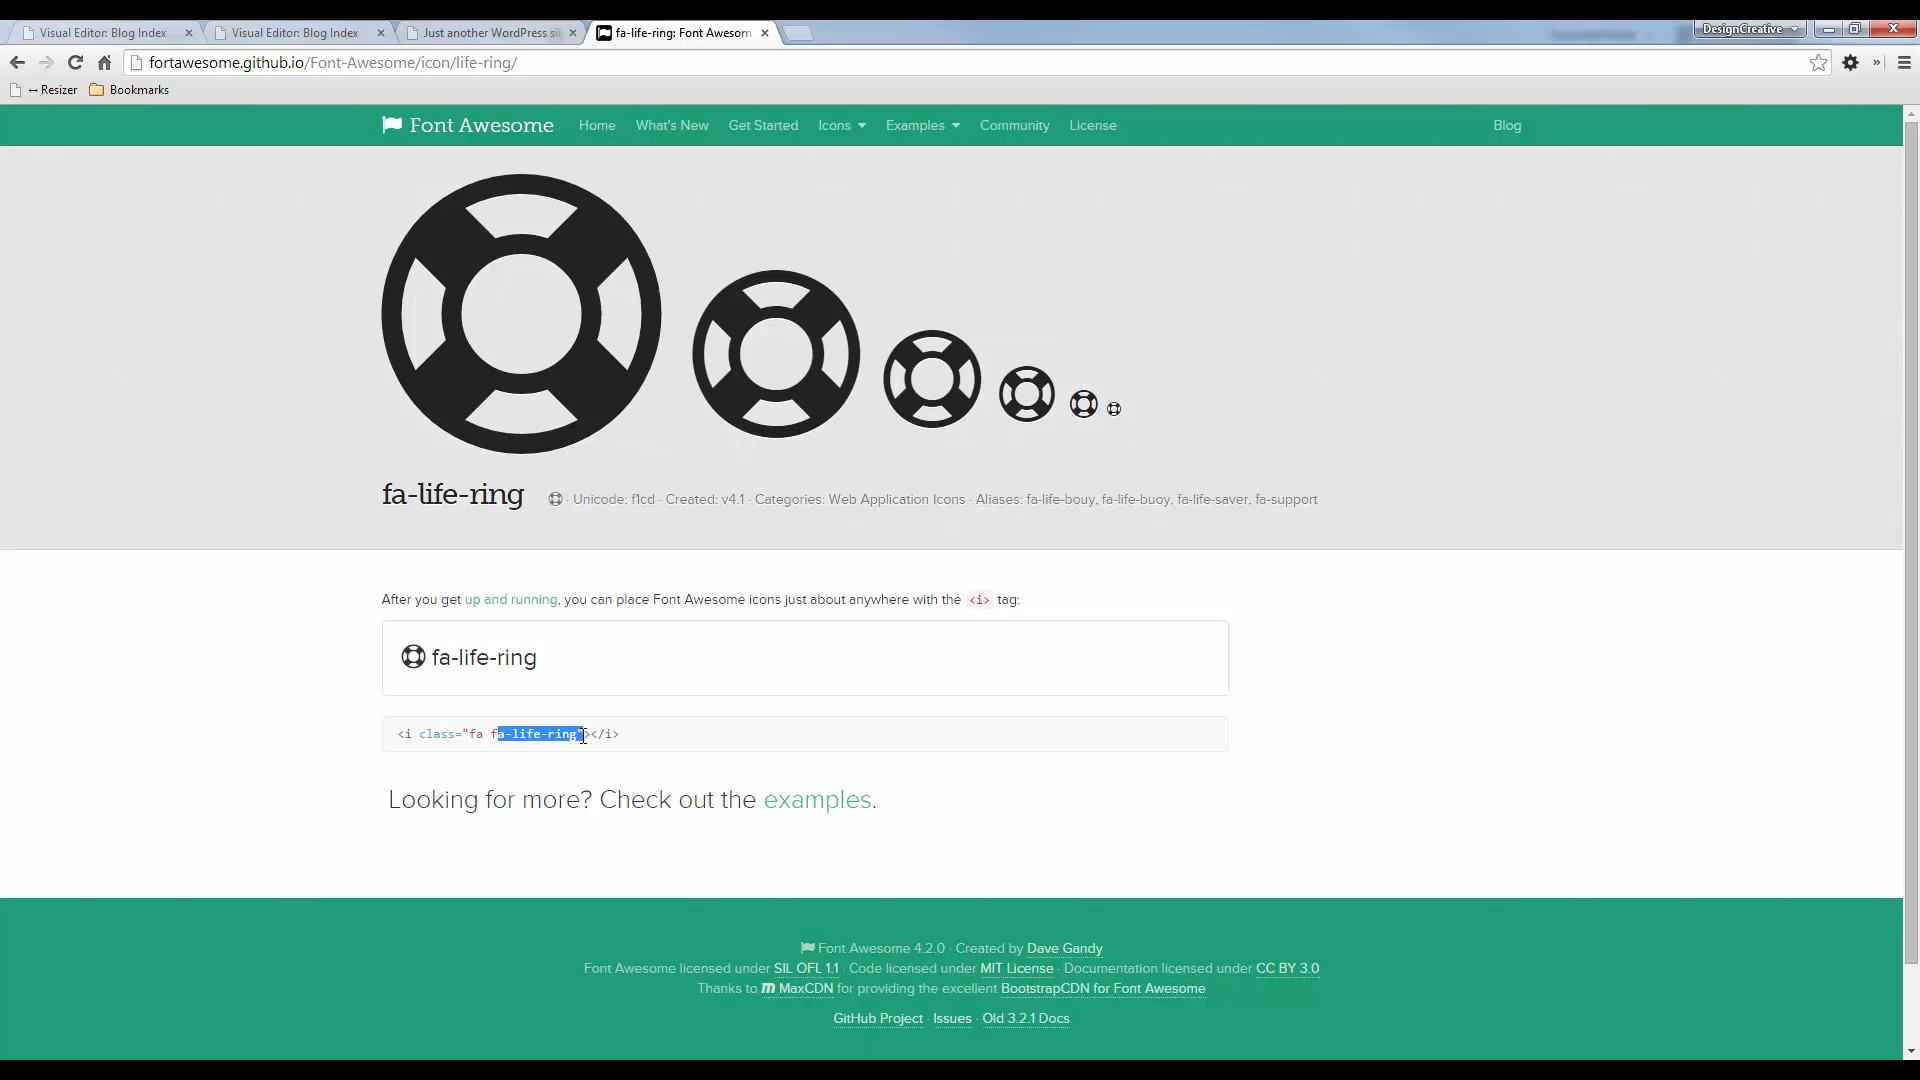 Visual Editor: Blog Index
Visual Editor: Blog Index
Just another WordPress si
fa-life-ring: Font Awesom
DesignCreative
fortawesome.github.io/Font-Awesome/icon/life-ring/
↔ Resizer
Bookmarks
Font Awesome
Home
What's New
Get Started
Icons
Examples
Community
License
Blog
fa-life-ring
· Unicode: f1cd · Created: v4.1 · Categories: Web Application Icons · Aliases: fa-life-bouy, fa-life-buoy, fa-life-saver, fa-support
After you get up and running, you can place Font Awesome icons just about anywhere with the <i> tag:
fa-life-ring
<i class="fa fa-life-ring"></i>
Looking for more? Check out the examples.
Font Awesome 4.2.0 · Created by Dave Gandy
Font Awesome licensed under SIL OFL 1.1 · Code licensed under MIT License · Documentation licensed under CC BY 3.0
Thanks to MaxCDN for providing the excellent BootstrapCDN for Font Awesome
GitHub Project · Issues · Old 3.2.1 Docs